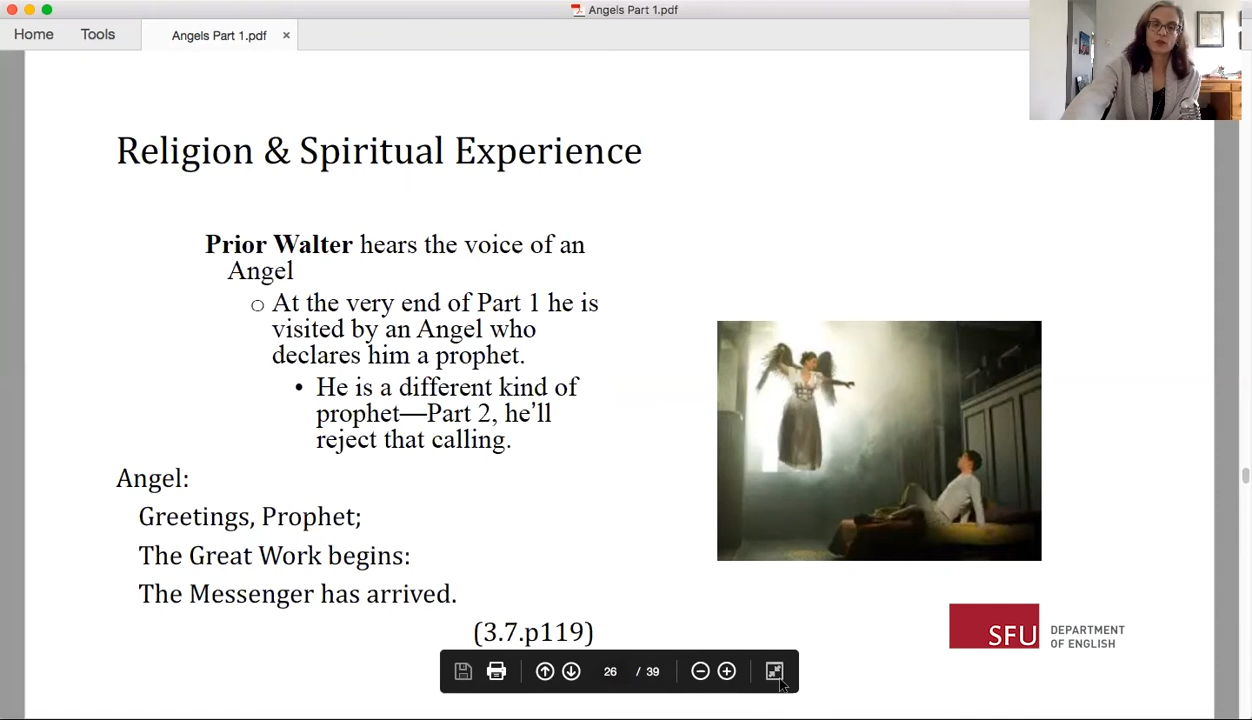 Angels Part 1.pdf
Home
Tools
Angels Part 1.pdf ×
Religion & Spiritual Experience
Prior Walter hears the voice of an
Angel
○ At the very end of Part 1 he is
visited by an Angel who
declares him a prophet.
• He is a different kind of
prophet—Part 2, he’ll
reject that calling.
Angel:
Greetings, Prophet;
The Great Work begins:
The Messenger has arrived.
(3.7.p119)
SFU
DEPARTMENT
OF ENGLISH
26 / 39